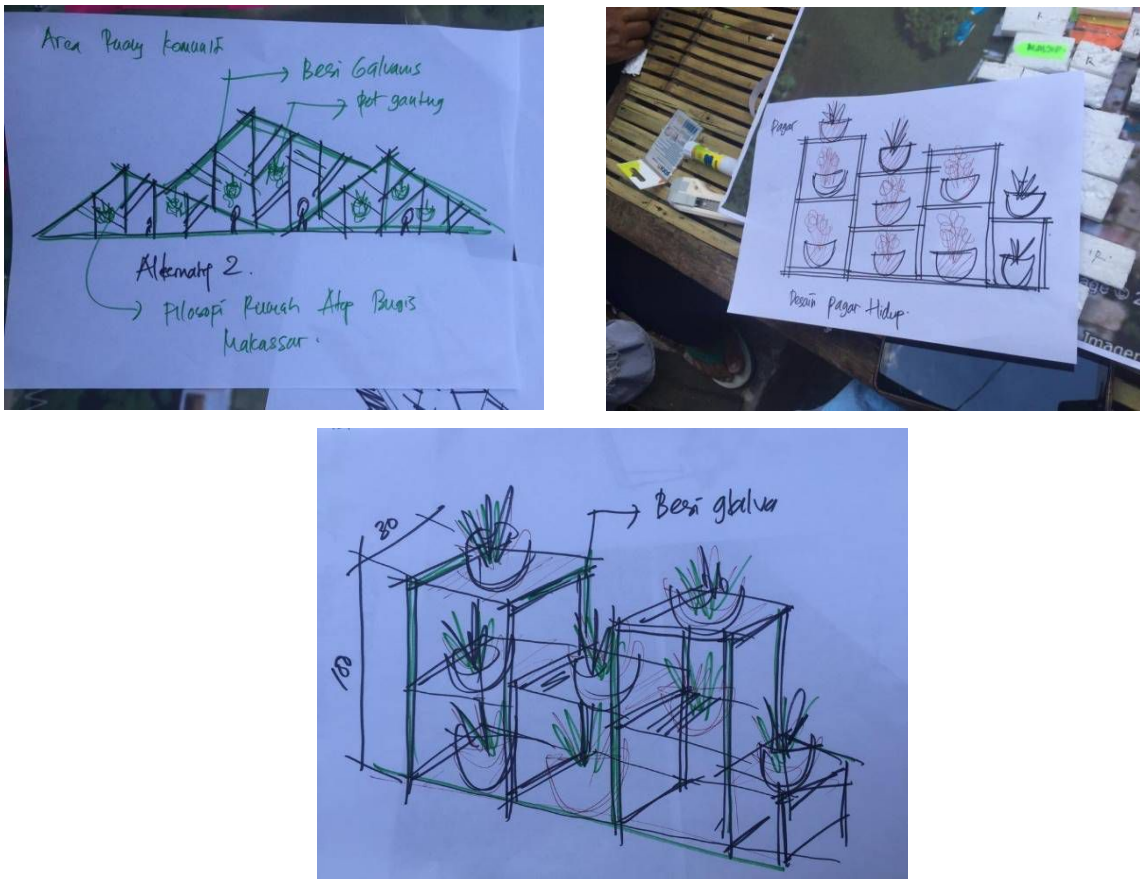 Area Ruang Komunal
Besi Galvanis
pot gantung
Alternatif 2.
Filosofi Rumah Atap Bugis
Makassar.
Pagar
Desain Pagar Hidup.
R
R
R.
Imager
30
Besi galva